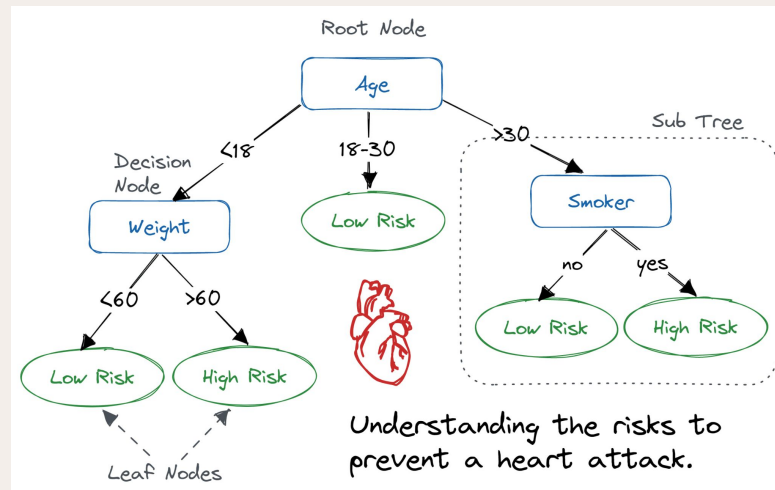 Root Node
Age
Sub Tree
<18
18-30
>30
Decision
Node
Weight
Low Risk
Smoker
<60
>60
no
yes
Low Risk
High Risk
Low Risk
High Risk
Understanding the risks to
prevent a heart attack.
Leaf Nodes